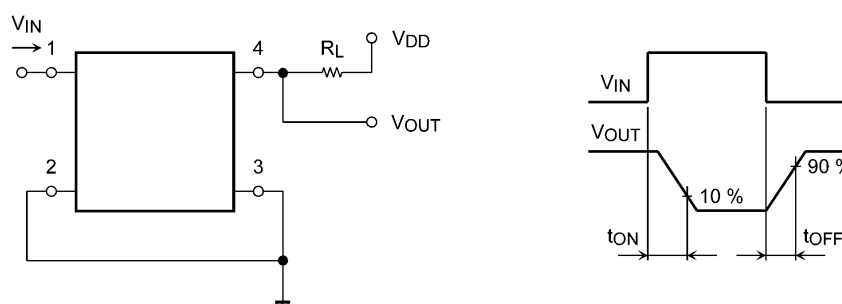 VIN
1
4
RL
VDD
VOUT
2
3
VIN
VOUT
10 %
90 %
tON
tOFF